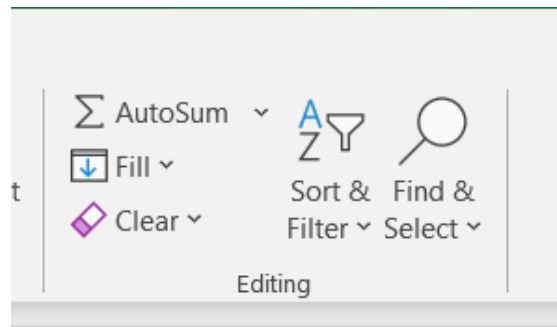 AutoSum
Fill
Clear
Sort &
Filter
Find &
Select
Editing
t